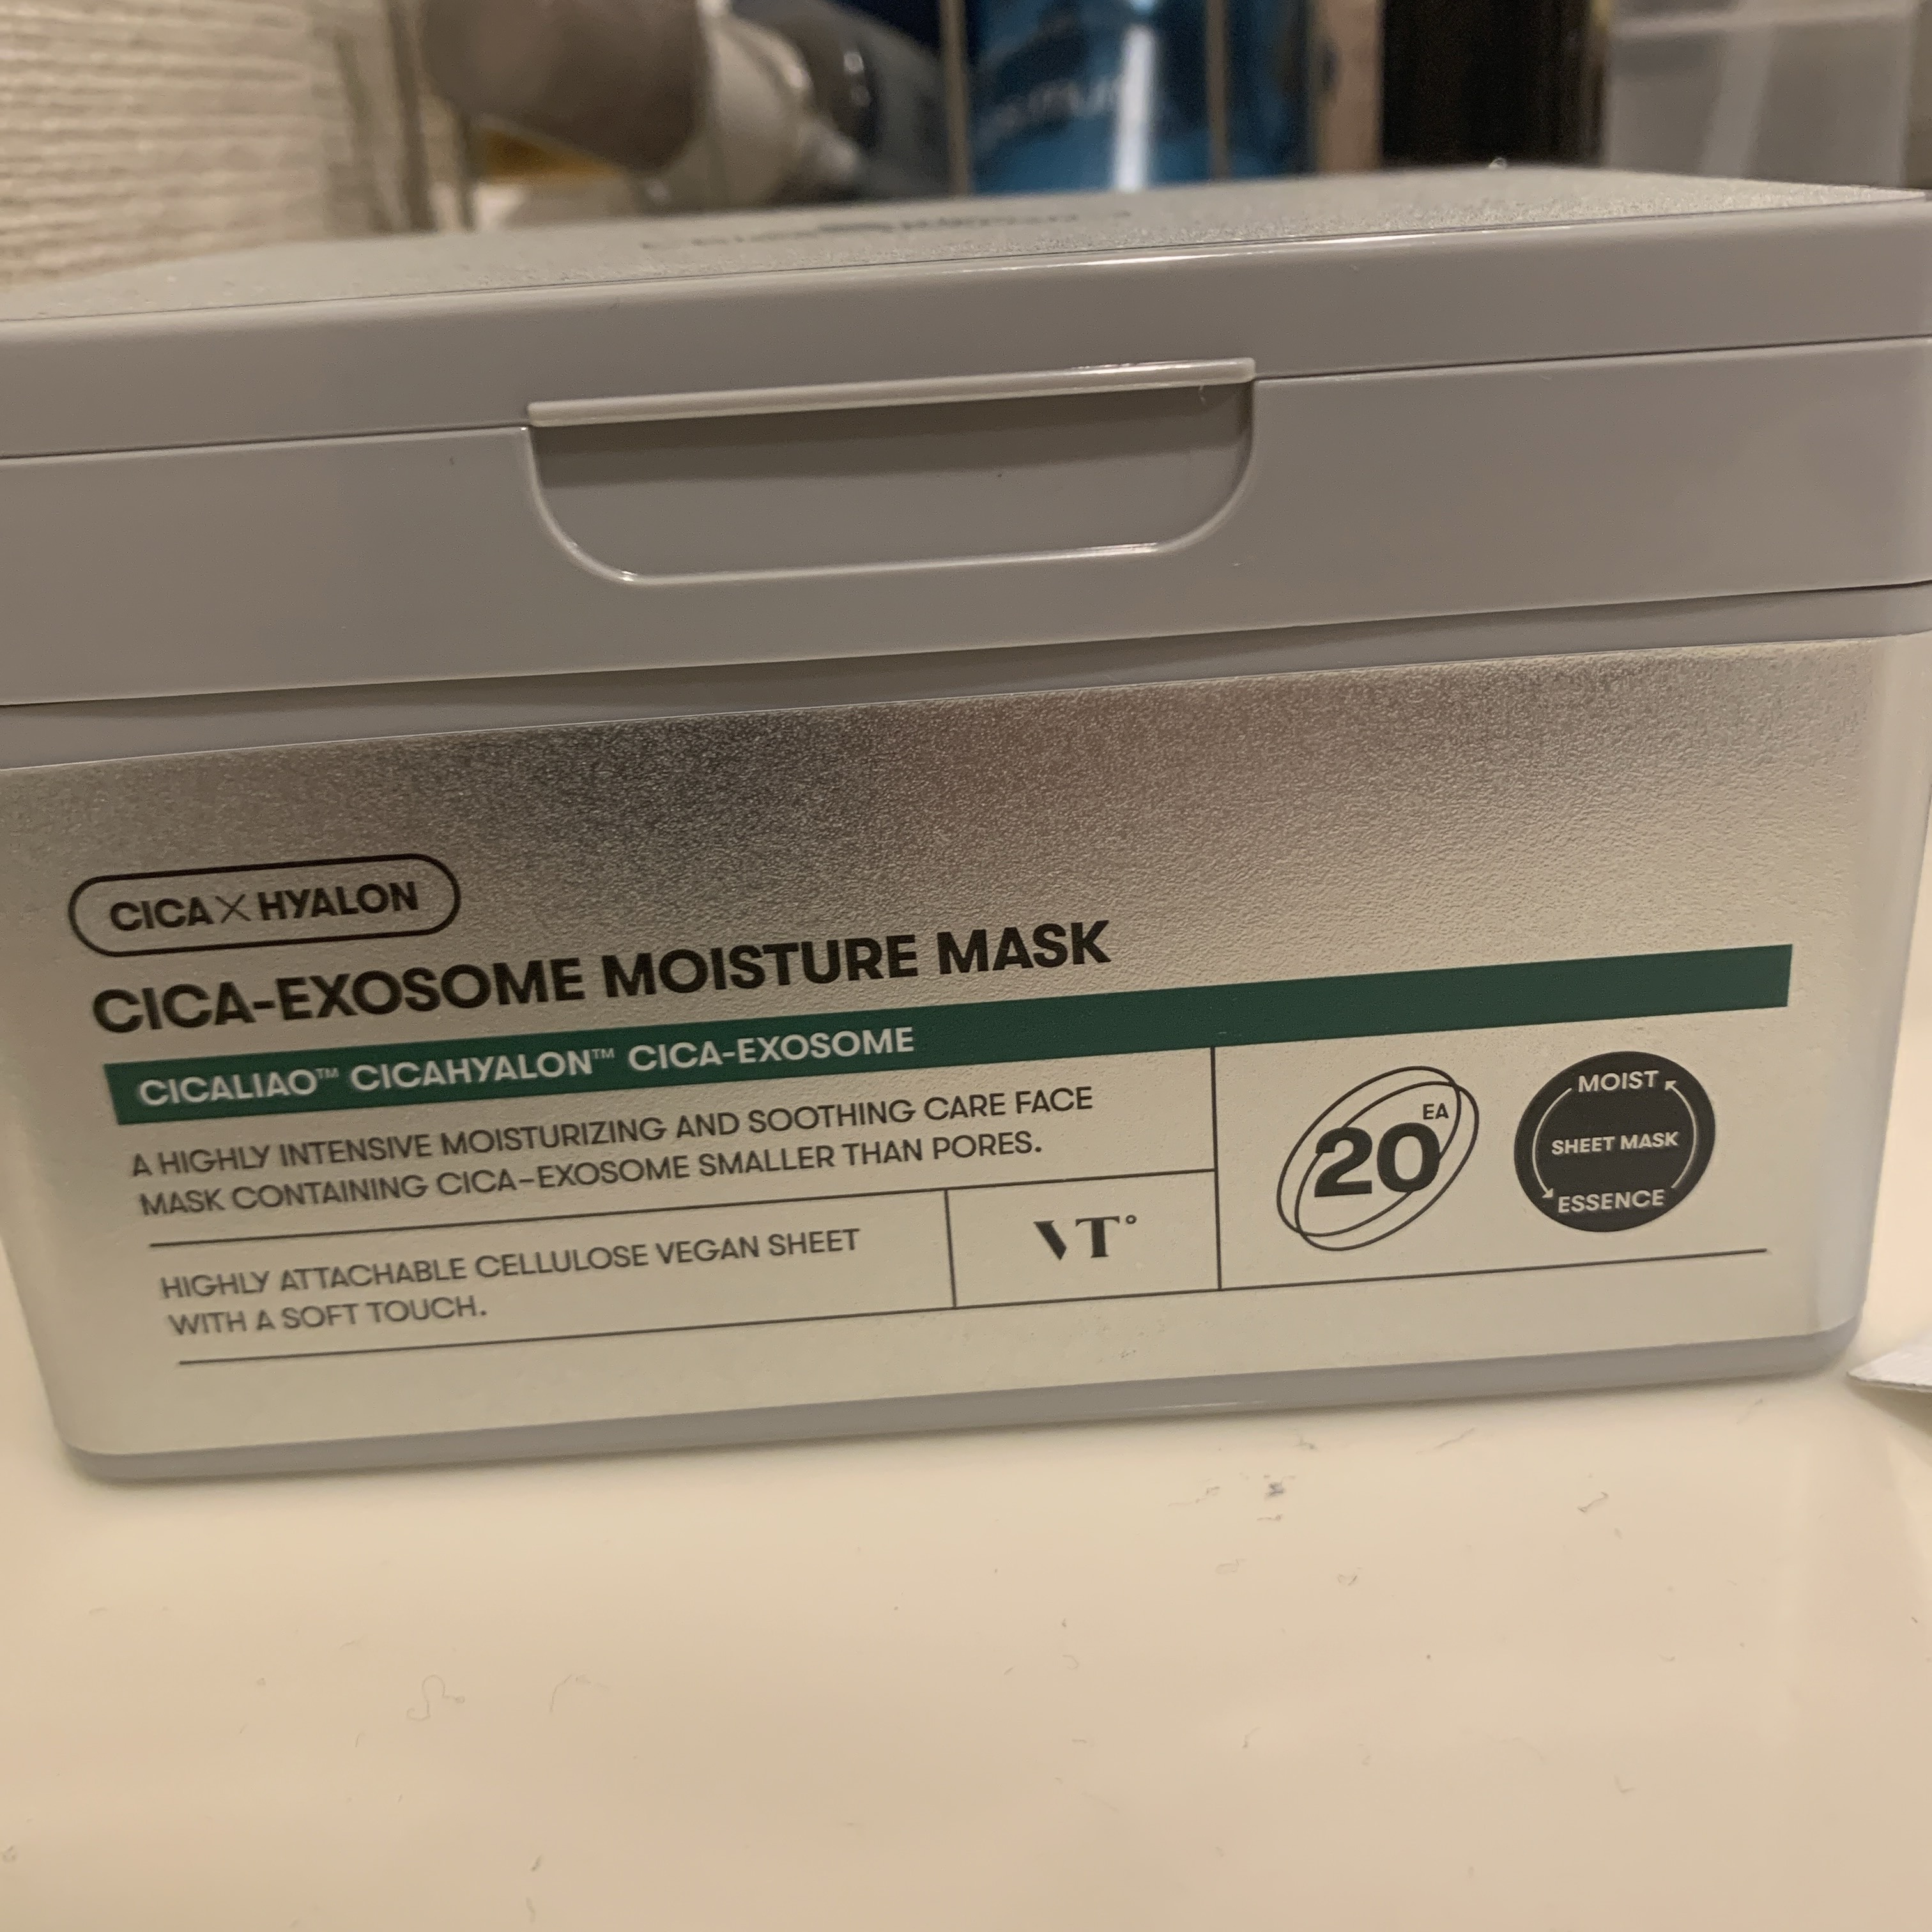 CICA X HYALON
CICA-EXOSOME MOISTURE MASK
CICALIAO™ CICAHYALON™ CICA-EXOSOME
A HIGHLY INTENSIVE MOISTURIZING AND SOOTHING CARE FACE
MASK CONTAINING CICA-EXOSOME SMALLER THAN PORES.
HIGHLY ATTACHABLE CELLULOSE VEGAN SHEET
WITH A SOFT TOUCH.
VT°
20 EA
MOIST
SHEET MASK
ESSENCE